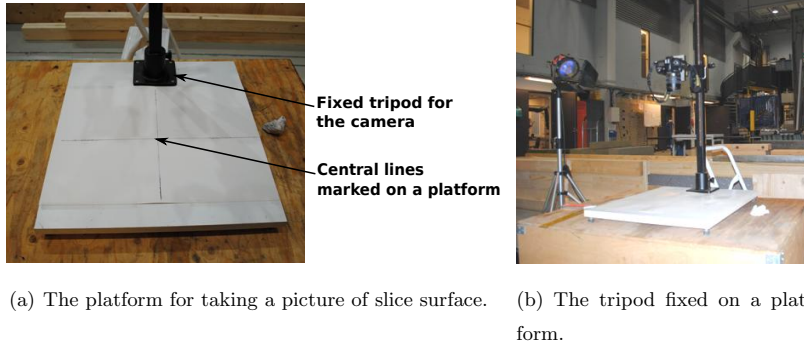 Fixed tripod for
the camera
Central lines
marked on a platform
(a) The platform for taking a picture of slice surface.
(b) The tripod fixed on a plat
form.